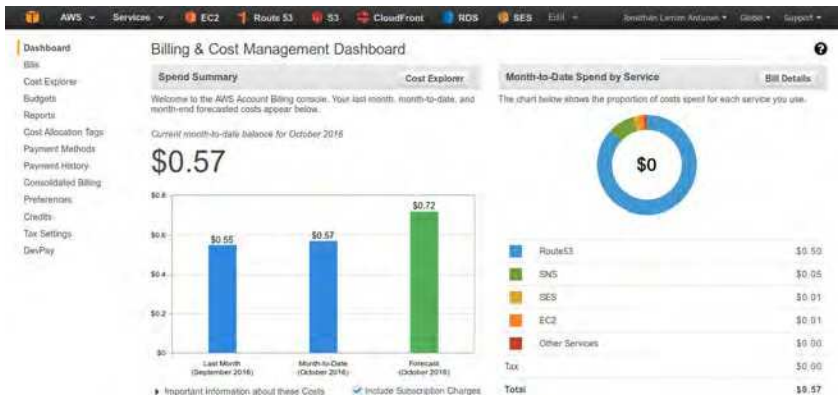 AWS Services EC2 Route 53 S3 CloudFront RDS SES Edit Global Support
Dashboard
Bills
Cost Explorer
Budgets
Reports
Cost Allocation Tags
Payment Methods
Payment History
Consolidated Billing
Preferences
Credits
Tax Settings
DevPay
Billing & Cost Management Dashboard
?
Spend Summary
Cost Explorer
Welcome to the AWS Account Billing console. Your last month, month-to-date, and
month-end forecasted costs appear below.
Current month-to-date balance for October 2016
$0.57
$0.8
$0.6
$0.4
$0.2
$0
$0.55
$0.57
$0.72
Last Month
(September 2016)
Month-to-Date
(October 2016)
Forecast
(October 2016)
Important Information about these Costs
Include Subscription Charges
Month-to-Date Spend by Service
Bill Details
The chart below shows the proportion of costs spent for each service you use.
$0
Route53 $0.50
SNS $0.05
SES $0.01
EC2 $0.01
Other Services $0.00
Tax $0.00
Total $0.57